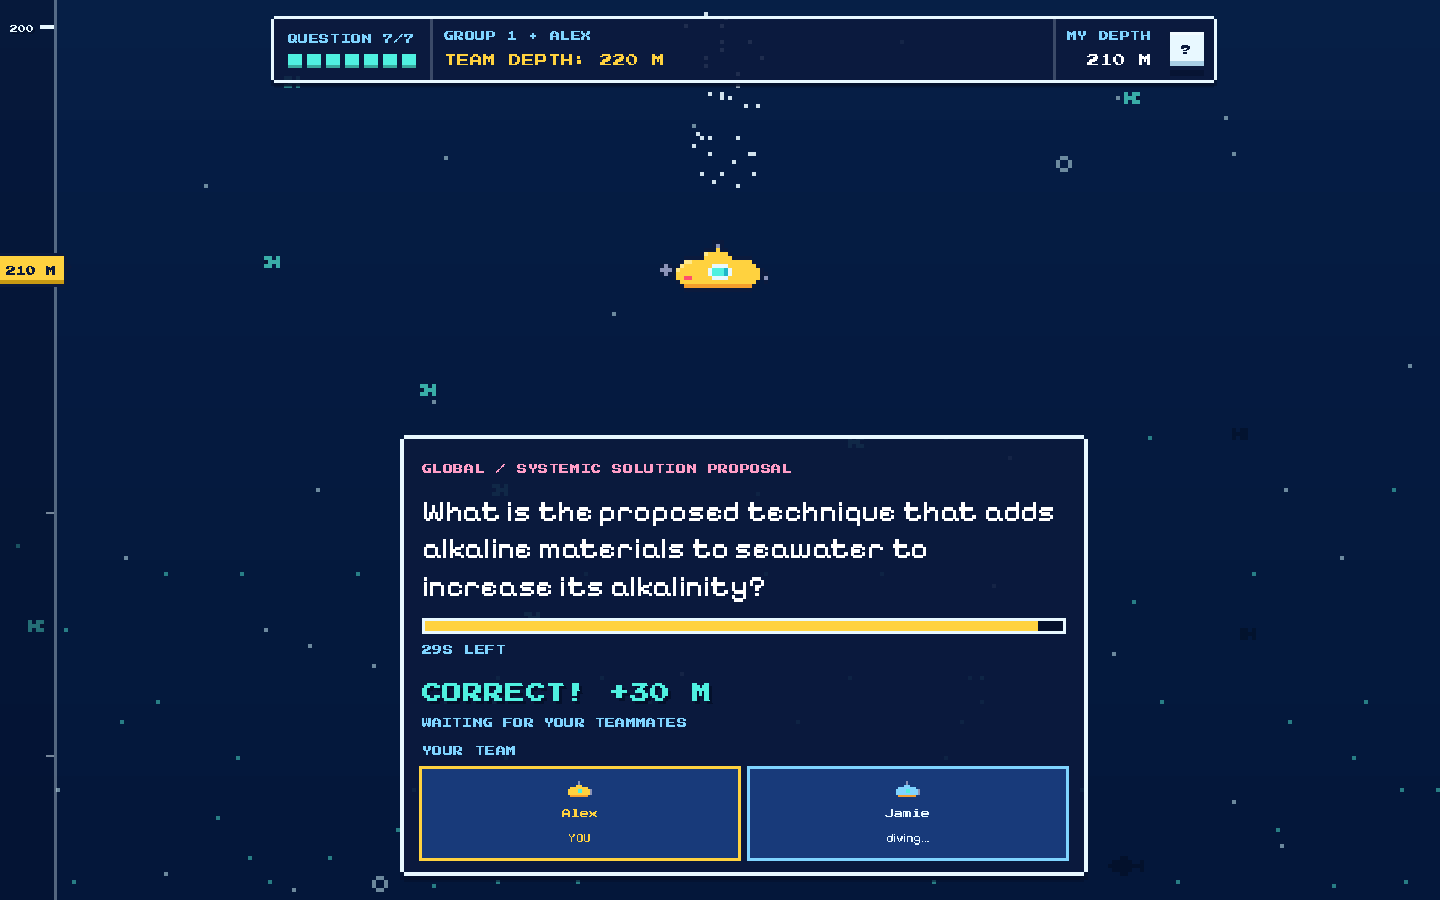 200
QUESTION 7/7
GROUP 1 + ALEX
TEAM DEPTH: 220 M
MY DEPTH
210 M
?
210 M
GLOBAL / SYSTEMIC SOLUTION PROPOSAL
What is the proposed technique that adds
alkaline materials to seawater to
increase its alkalinity?
29S LEFT
CORRECT! +30 M
WAITING FOR YOUR TEAMMATES
YOUR TEAM
Alex
YOU
Jamie
diving...